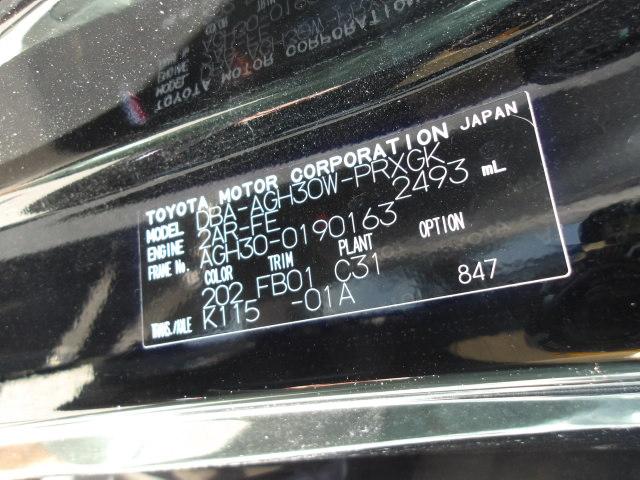 TOYOTA MOTOR CORPORATION JAPAN
MODEL DBA-AGH30W-PRXGK
ENGINE 2AR-FE 2493 mL
FRAME No. AGH30-0190163
COLOR TRIM PLANT OPTION
202 FB01 C31
TRANS./AXLE K115 -01A 847